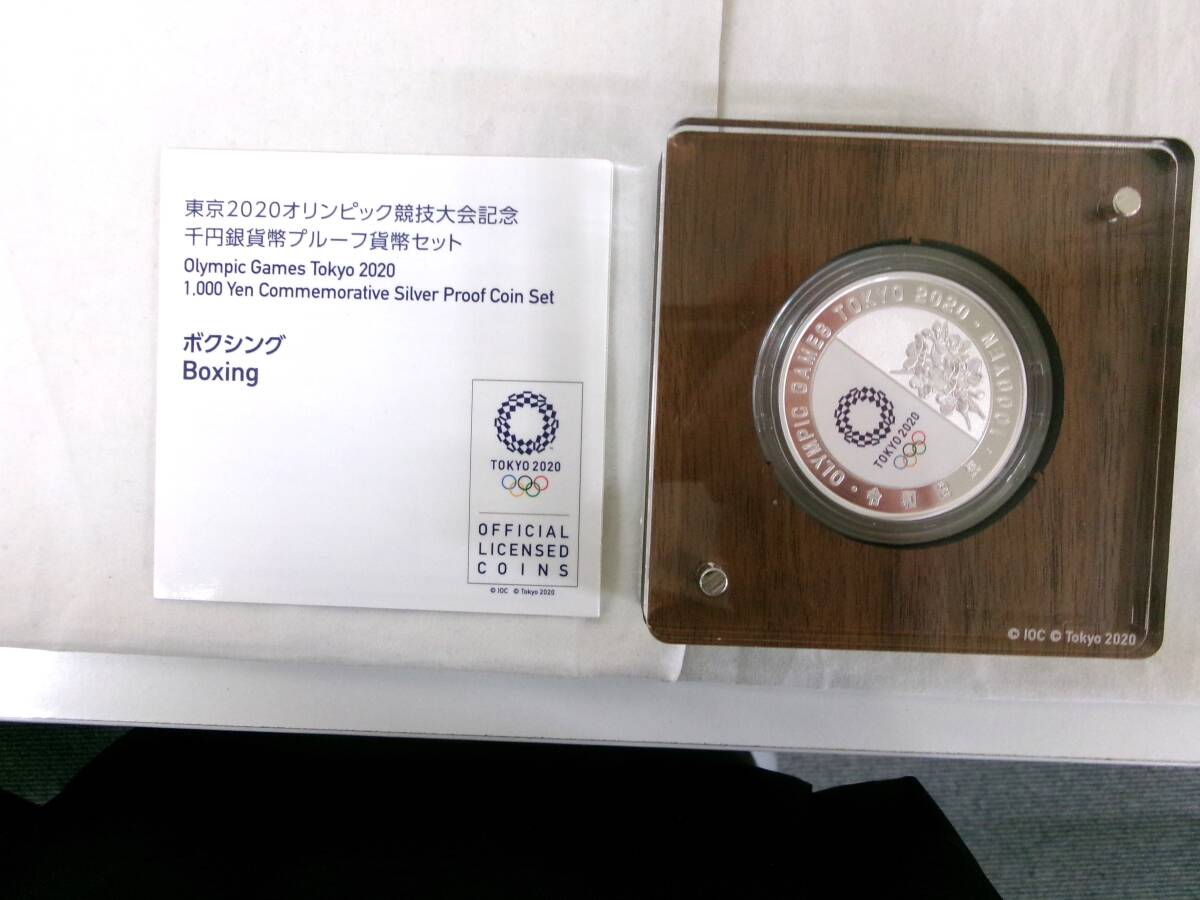 東京2020オリンピック競技大会記念
千円銀貨幣プルーフ貨幣セット
Olympic Games Tokyo 2020
1,000 Yen Commemorative Silver Proof Coin Set
ボクシング
Boxing
TOKYO 2020
OFFICIAL
LICENSED
COINS
© IOC © Tokyo 2020
OLYMPIC GAMES TOKYO 2020 · 1000YEN ·
TOKYO 2020
© IOC © Tokyo 2020